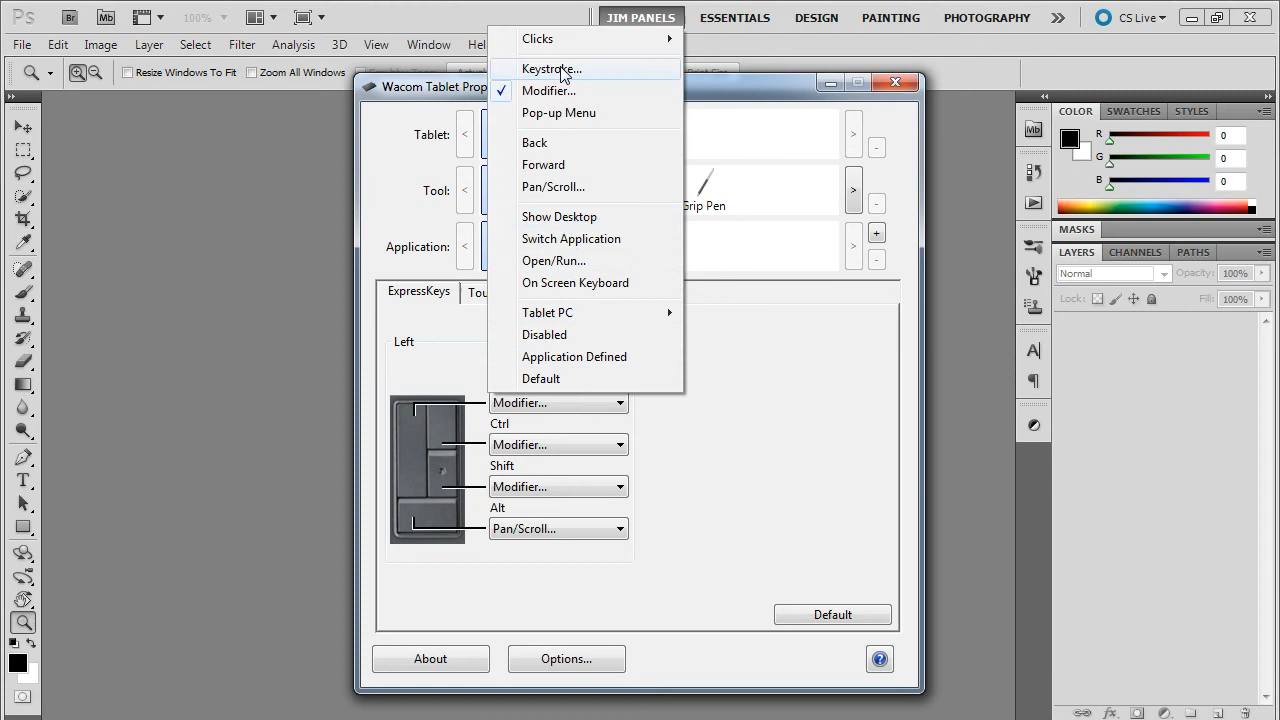 Ps Br Mb 100% JIM PANELS ESSENTIALS DESIGN PAINTING PHOTOGRAPHY CS Live
File Edit Image Layer Select Filter Analysis 3D View Window Hel
Resize Windows To Fit Zoom All Windows
Clicks
Keystroke...
Modifier...
Pop-up Menu
Back
Forward
Pan/Scroll...
Show Desktop
Switch Application
Open/Run...
On Screen Keyboard
Tablet PC
Disabled
Application Defined
Default
Wacom Tablet Prop
Tablet:
Tool:
Grip Pen
Application:
ExpressKeys Tou
Left
Modifier...
Ctrl
Modifier...
Shift
Modifier...
Alt
Pan/Scroll...
Default
About Options...
COLOR SWATCHES STYLES
R 0
G 0
B 0
MASKS
LAYERS CHANNELS PATHS
Normal Opacity: 100%
Lock: Fill: 100%